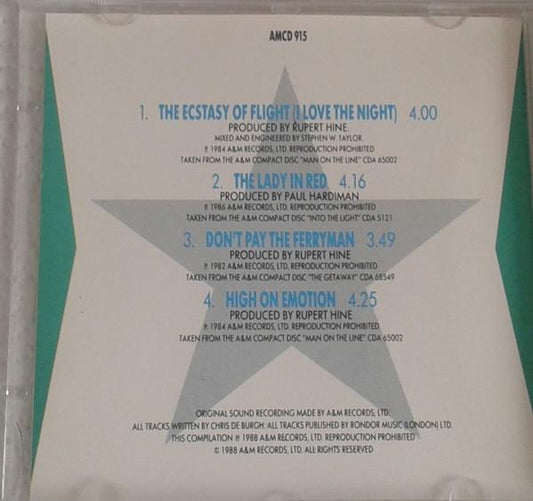 AMCD 915
1. THE ECSTASY OF FLIGHT (I LOVE THE NIGHT) 4.00
PRODUCED BY RUPERT HINE.
MIXED AND ENGINEERED BY STEPHEN W. TAYLOR.
℗ 1984 A&M RECORDS, LTD. REPRODUCTION PROHIBITED
TAKEN FROM THE A&M COMPACT DISC "MAN ON THE LINE" CDA 65002
2. THE LADY IN RED 4.16
PRODUCED BY PAUL HARDIMAN
℗ 1986 A&M RECORDS, LTD. REPRODUCTION PROHIBITED
TAKEN FROM THE A&M COMPACT DISC "INTO THE LIGHT" CDA 5121
3. DON'T PAY THE FERRYMAN 3.49
PRODUCED BY RUPERT HINE
℗ 1982 A&M RECORDS, LTD. REPRODUCTION PROHIBITED
TAKEN FROM THE A&M COMPACT DISC "THE GETAWAY" CDA 68549
4. HIGH ON EMOTION 4.25
PRODUCED BY RUPERT HINE
℗ 1984 A&M RECORDS, LTD. REPRODUCTION PROHIBITED
TAKEN FROM THE A&M COMPACT DISC "MAN ON THE LINE" CDA 65002
ORIGINAL SOUND RECORDING MADE BY A&M RECORDS, LTD.
ALL TRACKS WRITTEN BY CHRIS DE BURGH. ALL TRACKS PUBLISHED BY RONDOR MUSIC (LONDON) LTD.
THIS COMPILATION ℗ 1988 A&M RECORDS, LTD. REPRODUCTION PROHIBITED
© 1988 A&M RECORDS, LTD. ALL RIGHTS RESERVED